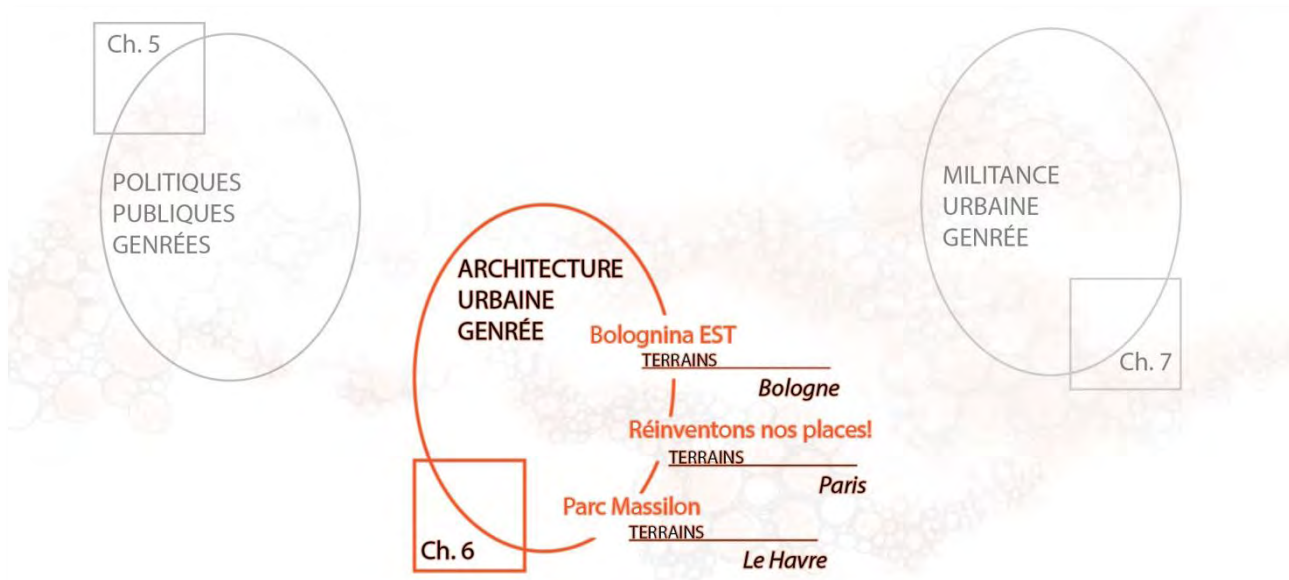 Ch. 5
POLITIQUES
PUBLIQUES
GENRÉES
ARCHITECTURE
URBAINE
GENRÉE
Bolognina EST
TERRAINS
Bologne
Réinventons nos places!
TERRAINS
Paris
Parc Massilon
TERRAINS
Le Havre
Ch. 6
MILITANCE
URBAINE
GENRÉE
Ch. 7